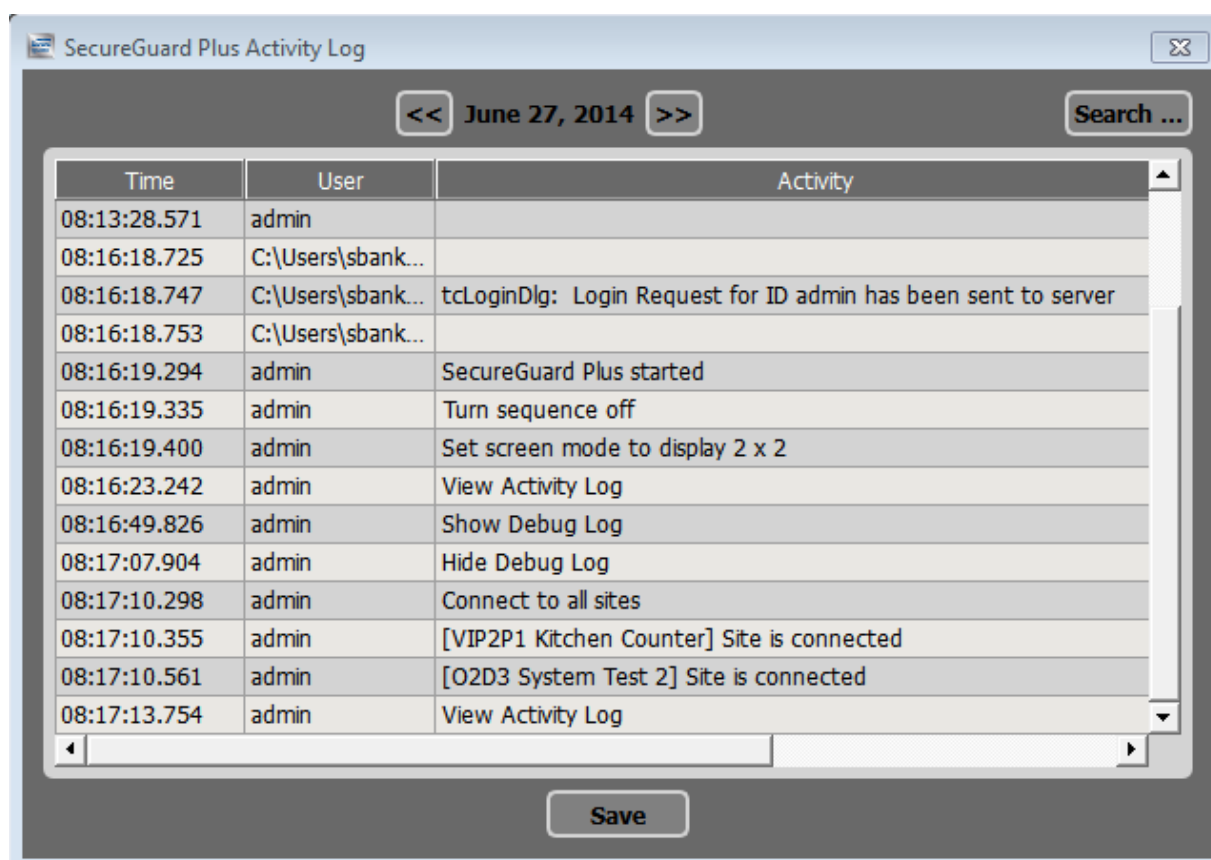 SecureGuard Plus Activity Log
<< June 27, 2014 >> Search ...
Time User Activity
08:13:28.571 admin
08:16:18.725 C:\Users\sbank...
08:16:18.747 C:\Users\sbank... tcLoginDlg: Login Request for ID admin has been sent to server
08:16:18.753 C:\Users\sbank...
08:16:19.294 admin SecureGuard Plus started
08:16:19.335 admin Turn sequence off
08:16:19.400 admin Set screen mode to display 2 x 2
08:16:23.242 admin View Activity Log
08:16:49.826 admin Show Debug Log
08:17:07.904 admin Hide Debug Log
08:17:10.298 admin Connect to all sites
08:17:10.355 admin [VIP2P1 Kitchen Counter] Site is connected
08:17:10.561 admin [O2D3 System Test 2] Site is connected
08:17:13.754 admin View Activity Log
Save